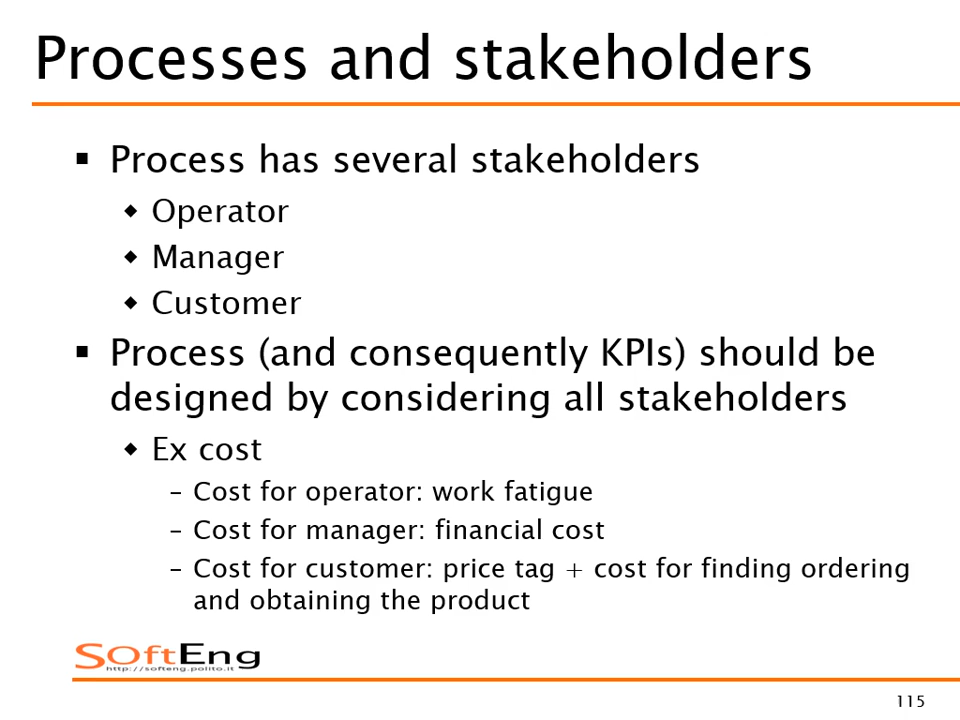 Processes and stakeholders
▪ Process has several stakeholders
◆ Operator
◆ Manager
◆ Customer
▪ Process (and consequently KPIs) should be
designed by considering all stakeholders
◆ Ex cost
– Cost for operator: work fatigue
– Cost for manager: financial cost
– Cost for customer: price tag + cost for finding ordering
and obtaining the product
SOftEng
http://softeng.polito.it
115